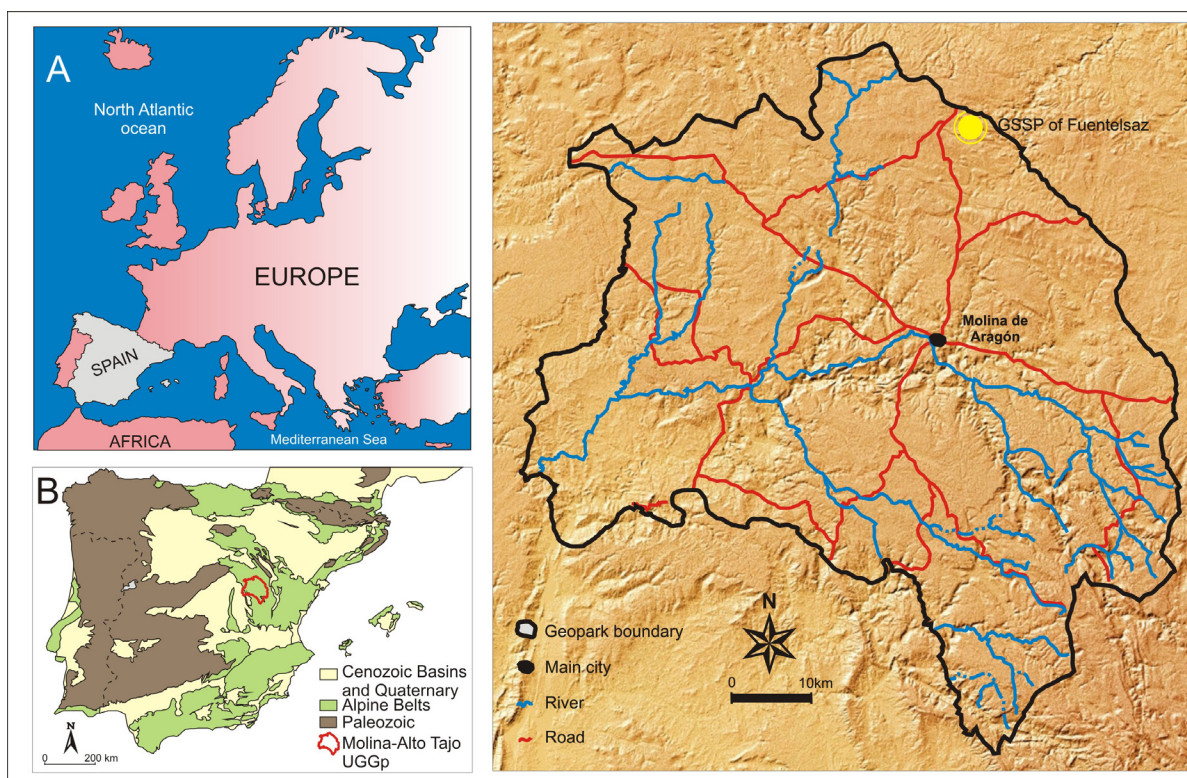 A
North Atlantic
ocean
EUROPE
SPAIN
AFRICA
Mediterranean Sea
B
Cenozoic Basins
and Quaternary
Alpine Belts
Paleozoic
Molina-Alto Tajo
UGGp
N
0 200 km
GSSP of Fuentelsaz
Molina de
Aragón
N
Geopark boundary
Main city
River
Road
0 10km